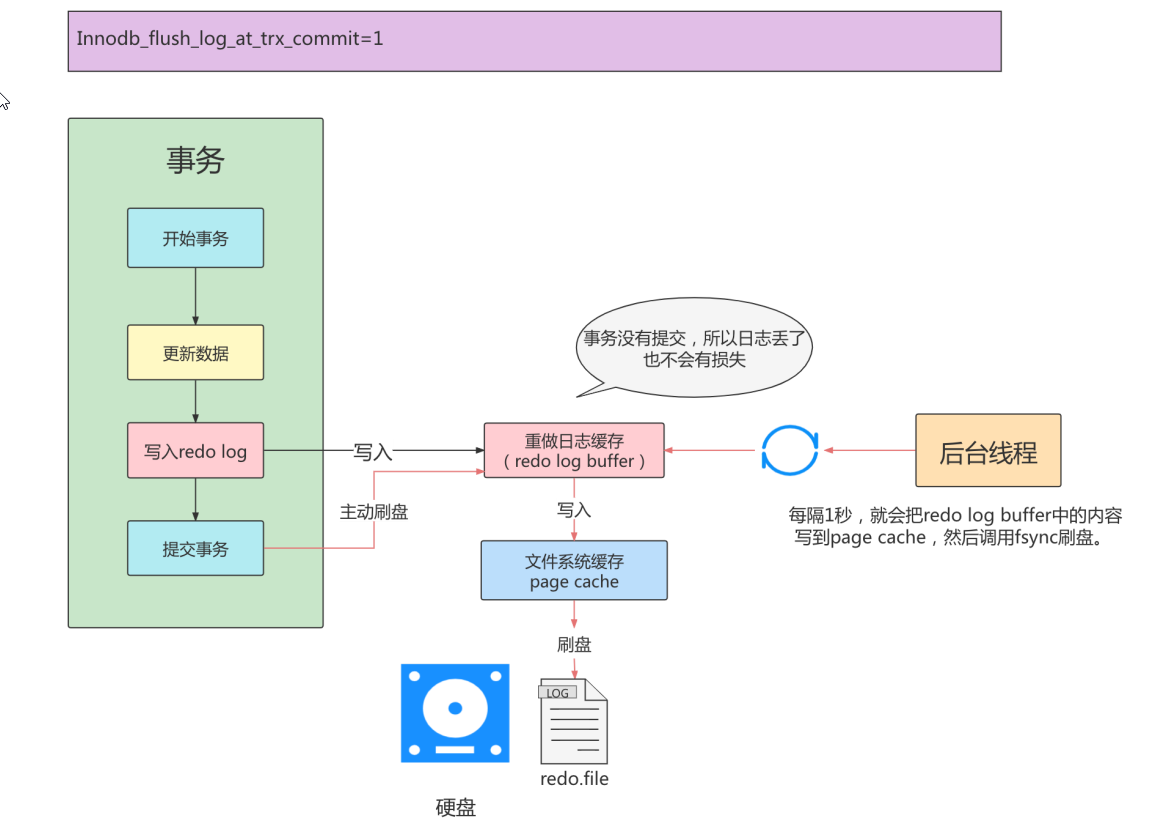 Innodb_flush_log_at_trx_commit=1
事务
开始事务
更新数据
写入redo log
提交事务
写入
主动刷盘
事务没有提交，所以日志丢了
也不会有损失
重做日志缓存
（ redo log buffer ）
写入
文件系统缓存
page cache
刷盘
LOG
redo.file
硬盘
后台线程
每隔1秒，就会把redo log buffer中的内容
写到page cache，然后调用fsync刷盘。